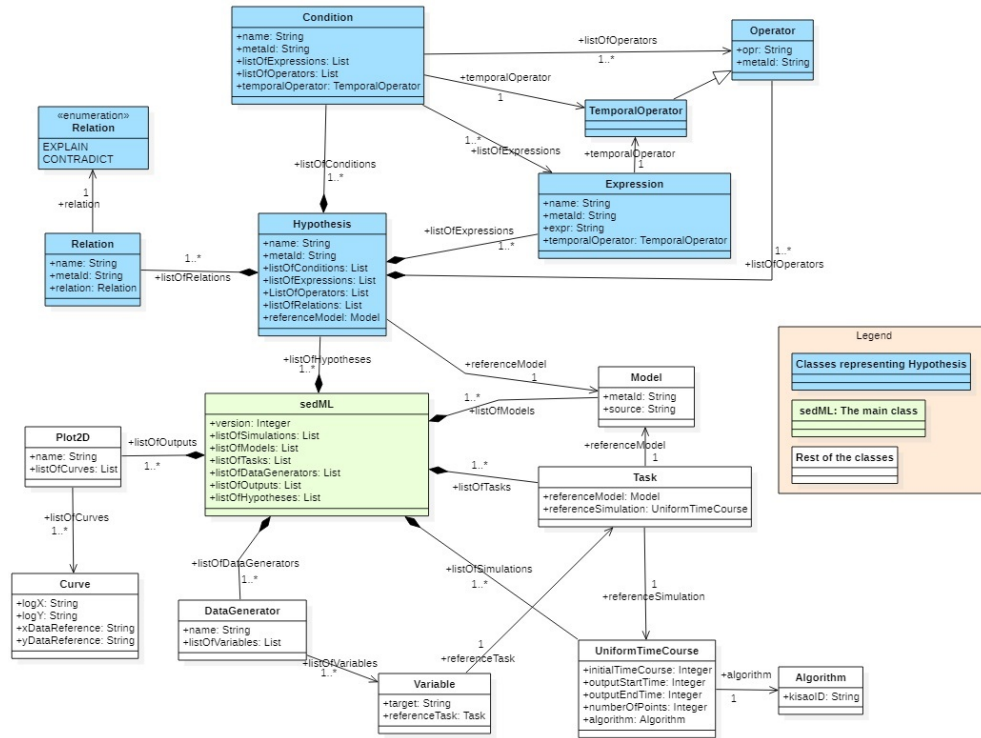 Condition
+name: String
+metaId: String
+listOfExpressions: List
+listOfOperators: List
+temporalOperator: TemporalOperator
+listOfOperators
1..*
Operator
+opr: String
+metaId: String
+temporalOperator
1
TemporalOperator
«enumeration»
Relation
EXPLAIN
CONTRADICT
1..*
+listOfExpressions
+temporalOperator
1
+listOfConditions
1..*
Expression
+name: String
+metaId: String
+expr: String
+temporalOperator: TemporalOperator
1
+relation
Hypothesis
+name: String
+metaId: String
+listOfConditions: List
+listOfExpressions: List
+ListOfOperators: List
+listOfRelations: List
+referenceModel: Model
+listOfExpressions
1..*
1..*
+listOfOperators
Relation
+name: String
+metaId: String
+relation: Relation
1..*
+listOfRelations
+listOfHypotheses
1..*
+referenceModel
1
Legend
Classes representing Hypothesis
sedML: The main class
Rest of the classes
Model
+metaId: String
+source: String
1..*
+listOfModels
sedML
+version: Integer
+listOfSimulations: List
+listOfModels: List
+listOfTasks: List
+listOfDataGenerators: List
+listOfOutputs: List
+listOfHypotheses: List
Plot2D
+name: String
+listOfCurves: List
+listOfOutputs
1..*
+referenceModel
1
1..*
+listOfTasks
Task
+referenceModel: Model
+referenceSimulation: UniformTimeCourse
+listOfCurves
1..*
+listOfDataGenerators
1..*
+listOfSimulations
1..*
1
+referenceSimulation
Curve
+logX: String
+logY: String
+xDataReference: String
+yDataReference: String
DataGenerator
+name: String
+listOfVariables: List
+listOfVariables
1..*
1
+referenceTask
Variable
+target: String
+referenceTask: Task
UniformTimeCourse
+initialTimeCourse: Integer
+outputStartTime: Integer
+outputEndTime: Integer
+numberOfPoints: Integer
+algorithm: Algorithm
+algorithm
1
Algorithm
+kisaoID: String